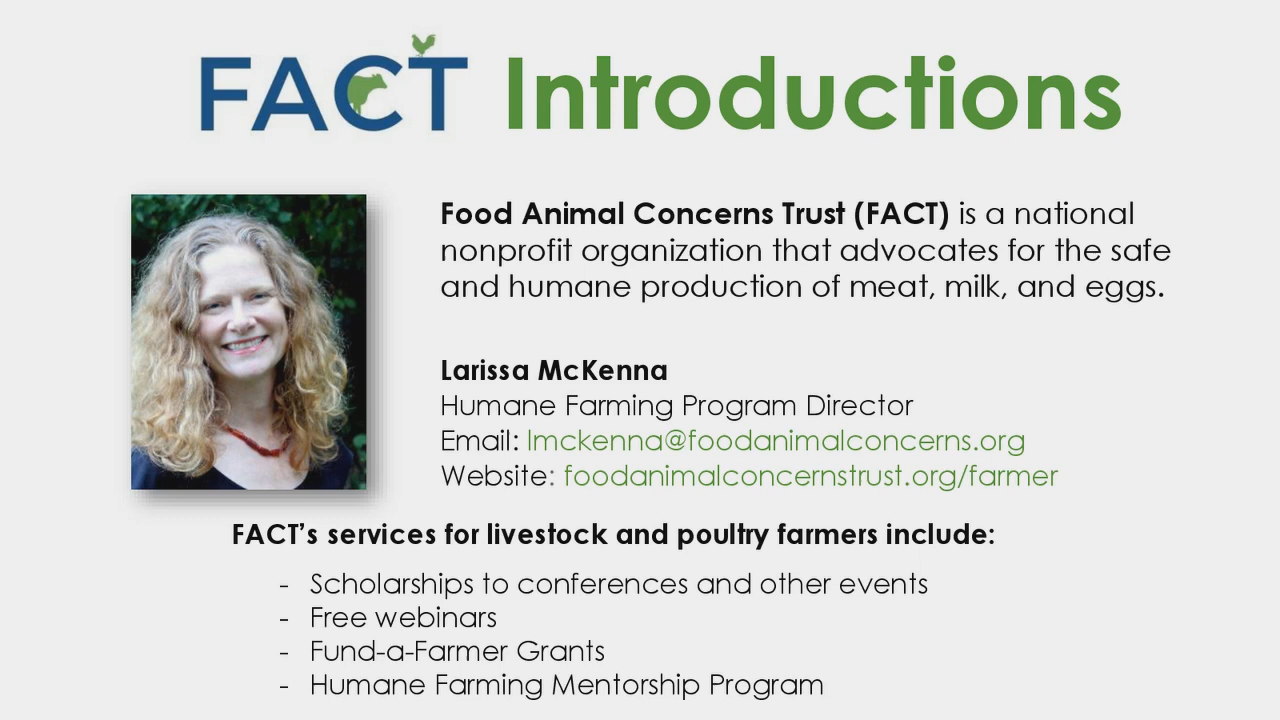 FACT Introductions
Food Animal Concerns Trust (FACT) is a national
nonprofit organization that advocates for the safe
and humane production of meat, milk, and eggs.
Larissa McKenna
Humane Farming Program Director
Email: lmckenna@foodanimalconcerns.org
Website: foodanimalconcernstrust.org/farmer
FACT’s services for livestock and poultry farmers include:
- Scholarships to conferences and other events
- Free webinars
- Fund-a-Farmer Grants
- Humane Farming Mentorship Program